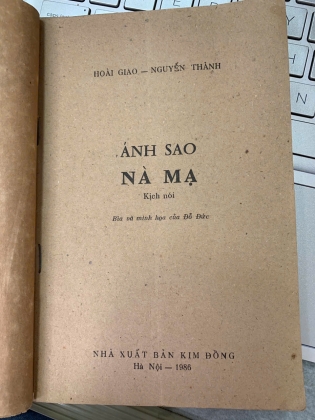 HOÀI GIAO — NGUYỄN THÀNH
ÁNH SAO
NÀ MẠ
Kịch nói
Bìa và minh họa của Đỗ Đức
NHÀ XUẤT BẢN KIM ĐỒNG
Hà Nội — 1986